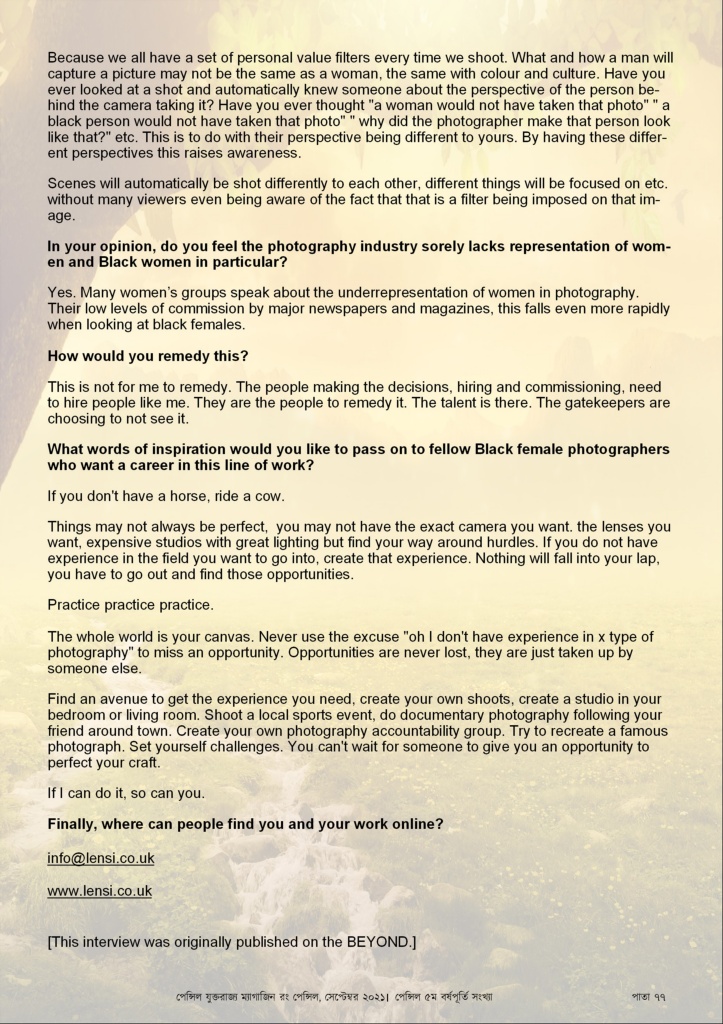 Because we all have a set of personal value filters every time we shoot. What and how a man will
capture a picture may not be the same as a woman, the same with colour and culture. Have you
ever looked at a shot and automatically knew someone about the perspective of the person be-
hind the camera taking it? Have you ever thought "a woman would not have taken that photo" " a
black person would not have taken that photo" " why did the photographer make that person look
like that?" etc. This is to do with their perspective being different to yours. By having these differ-
ent perspectives this raises awareness.
Scenes will automatically be shot differently to each other, different things will be focused on etc.
without many viewers even being aware of the fact that that is a filter being imposed on that im-
age.
In your opinion, do you feel the photography industry sorely lacks representation of wom-
en and Black women in particular?
Yes. Many women’s groups speak about the underrepresentation of women in photography.
Their low levels of commission by major newspapers and magazines, this falls even more rapidly
when looking at black females.
How would you remedy this?
This is not for me to remedy. The people making the decisions, hiring and commissioning, need
to hire people like me. They are the people to remedy it. The talent is there. The gatekeepers are
choosing to not see it.
What words of inspiration would you like to pass on to fellow Black female photographers
who want a career in this line of work?
If you don't have a horse, ride a cow.
Things may not always be perfect,  you may not have the exact camera you want. the lenses you
want, expensive studios with great lighting but find your way around hurdles. If you do not have
experience in the field you want to go into, create that experience. Nothing will fall into your lap,
you have to go out and find those opportunities.
Practice practice practice.
The whole world is your canvas. Never use the excuse "oh I don't have experience in x type of
photography" to miss an opportunity. Opportunities are never lost, they are just taken up by
someone else.
Find an avenue to get the experience you need, create your own shoots, create a studio in your
bedroom or living room. Shoot a local sports event, do documentary photography following your
friend around town. Create your own photography accountability group. Try to recreate a famous
photograph. Set yourself challenges. You can't wait for someone to give you an opportunity to
perfect your craft.
If I can do it, so can you.
Finally, where can people find you and your work online?
info@lensi.co.uk
www.lensi.co.uk
[This interview was originally published on the BEYOND.]
পেন্সিল যুক্তরাজ্য ম্যাগাজিন রং পেন্সিল, সেপ্টেম্বর ২০২১। পেন্সিল ৫ম বর্ষপূর্তি সংখ্যা পাতা ৭৭